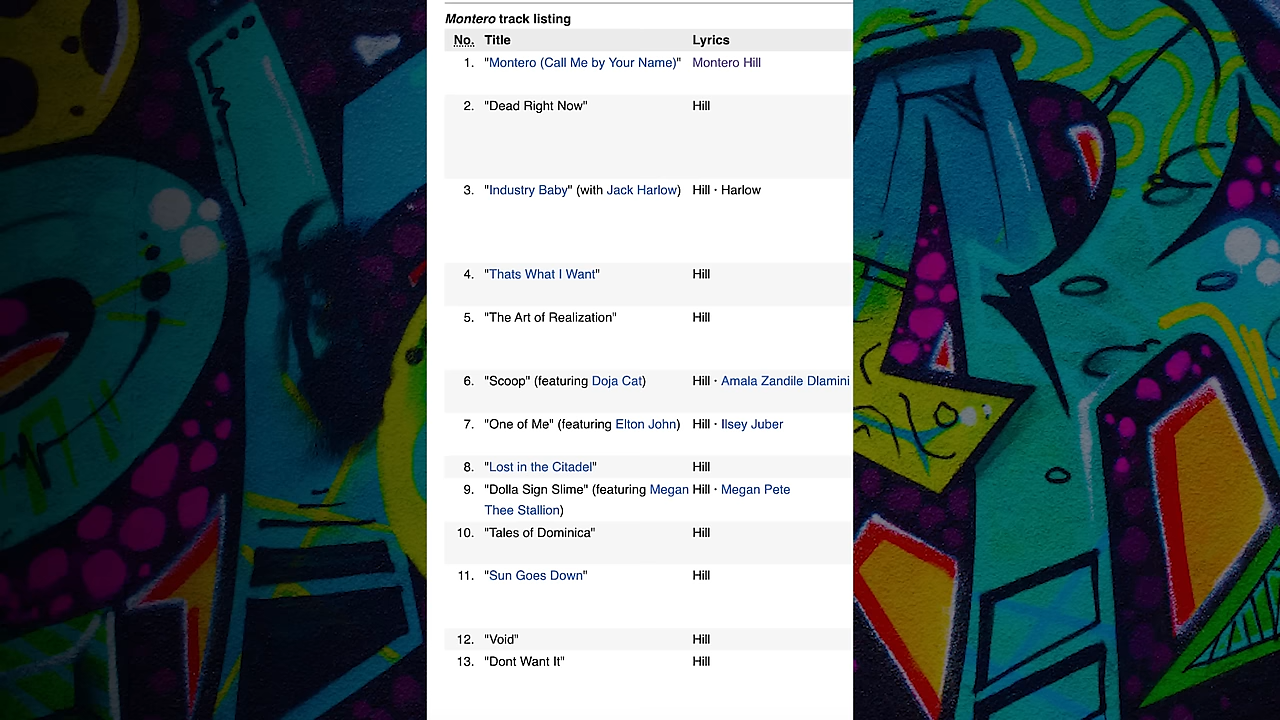 Montero track listing
No. Title Lyrics
1. "Montero (Call Me by Your Name)" Montero Hill
2. "Dead Right Now" Hill
3. "Industry Baby" (with Jack Harlow) Hill · Harlow
4. "Thats What I Want" Hill
5. "The Art of Realization" Hill
6. "Scoop" (featuring Doja Cat) Hill · Amala Zandile Dlamini
7. "One of Me" (featuring Elton John) Hill · Ilsey Juber
8. "Lost in the Citadel" Hill
9. "Dolla Sign Slime" (featuring Megan Hill · Megan Pete
Thee Stallion)
10. "Tales of Dominica" Hill
11. "Sun Goes Down" Hill
12. "Void" Hill
13. "Dont Want It" Hill